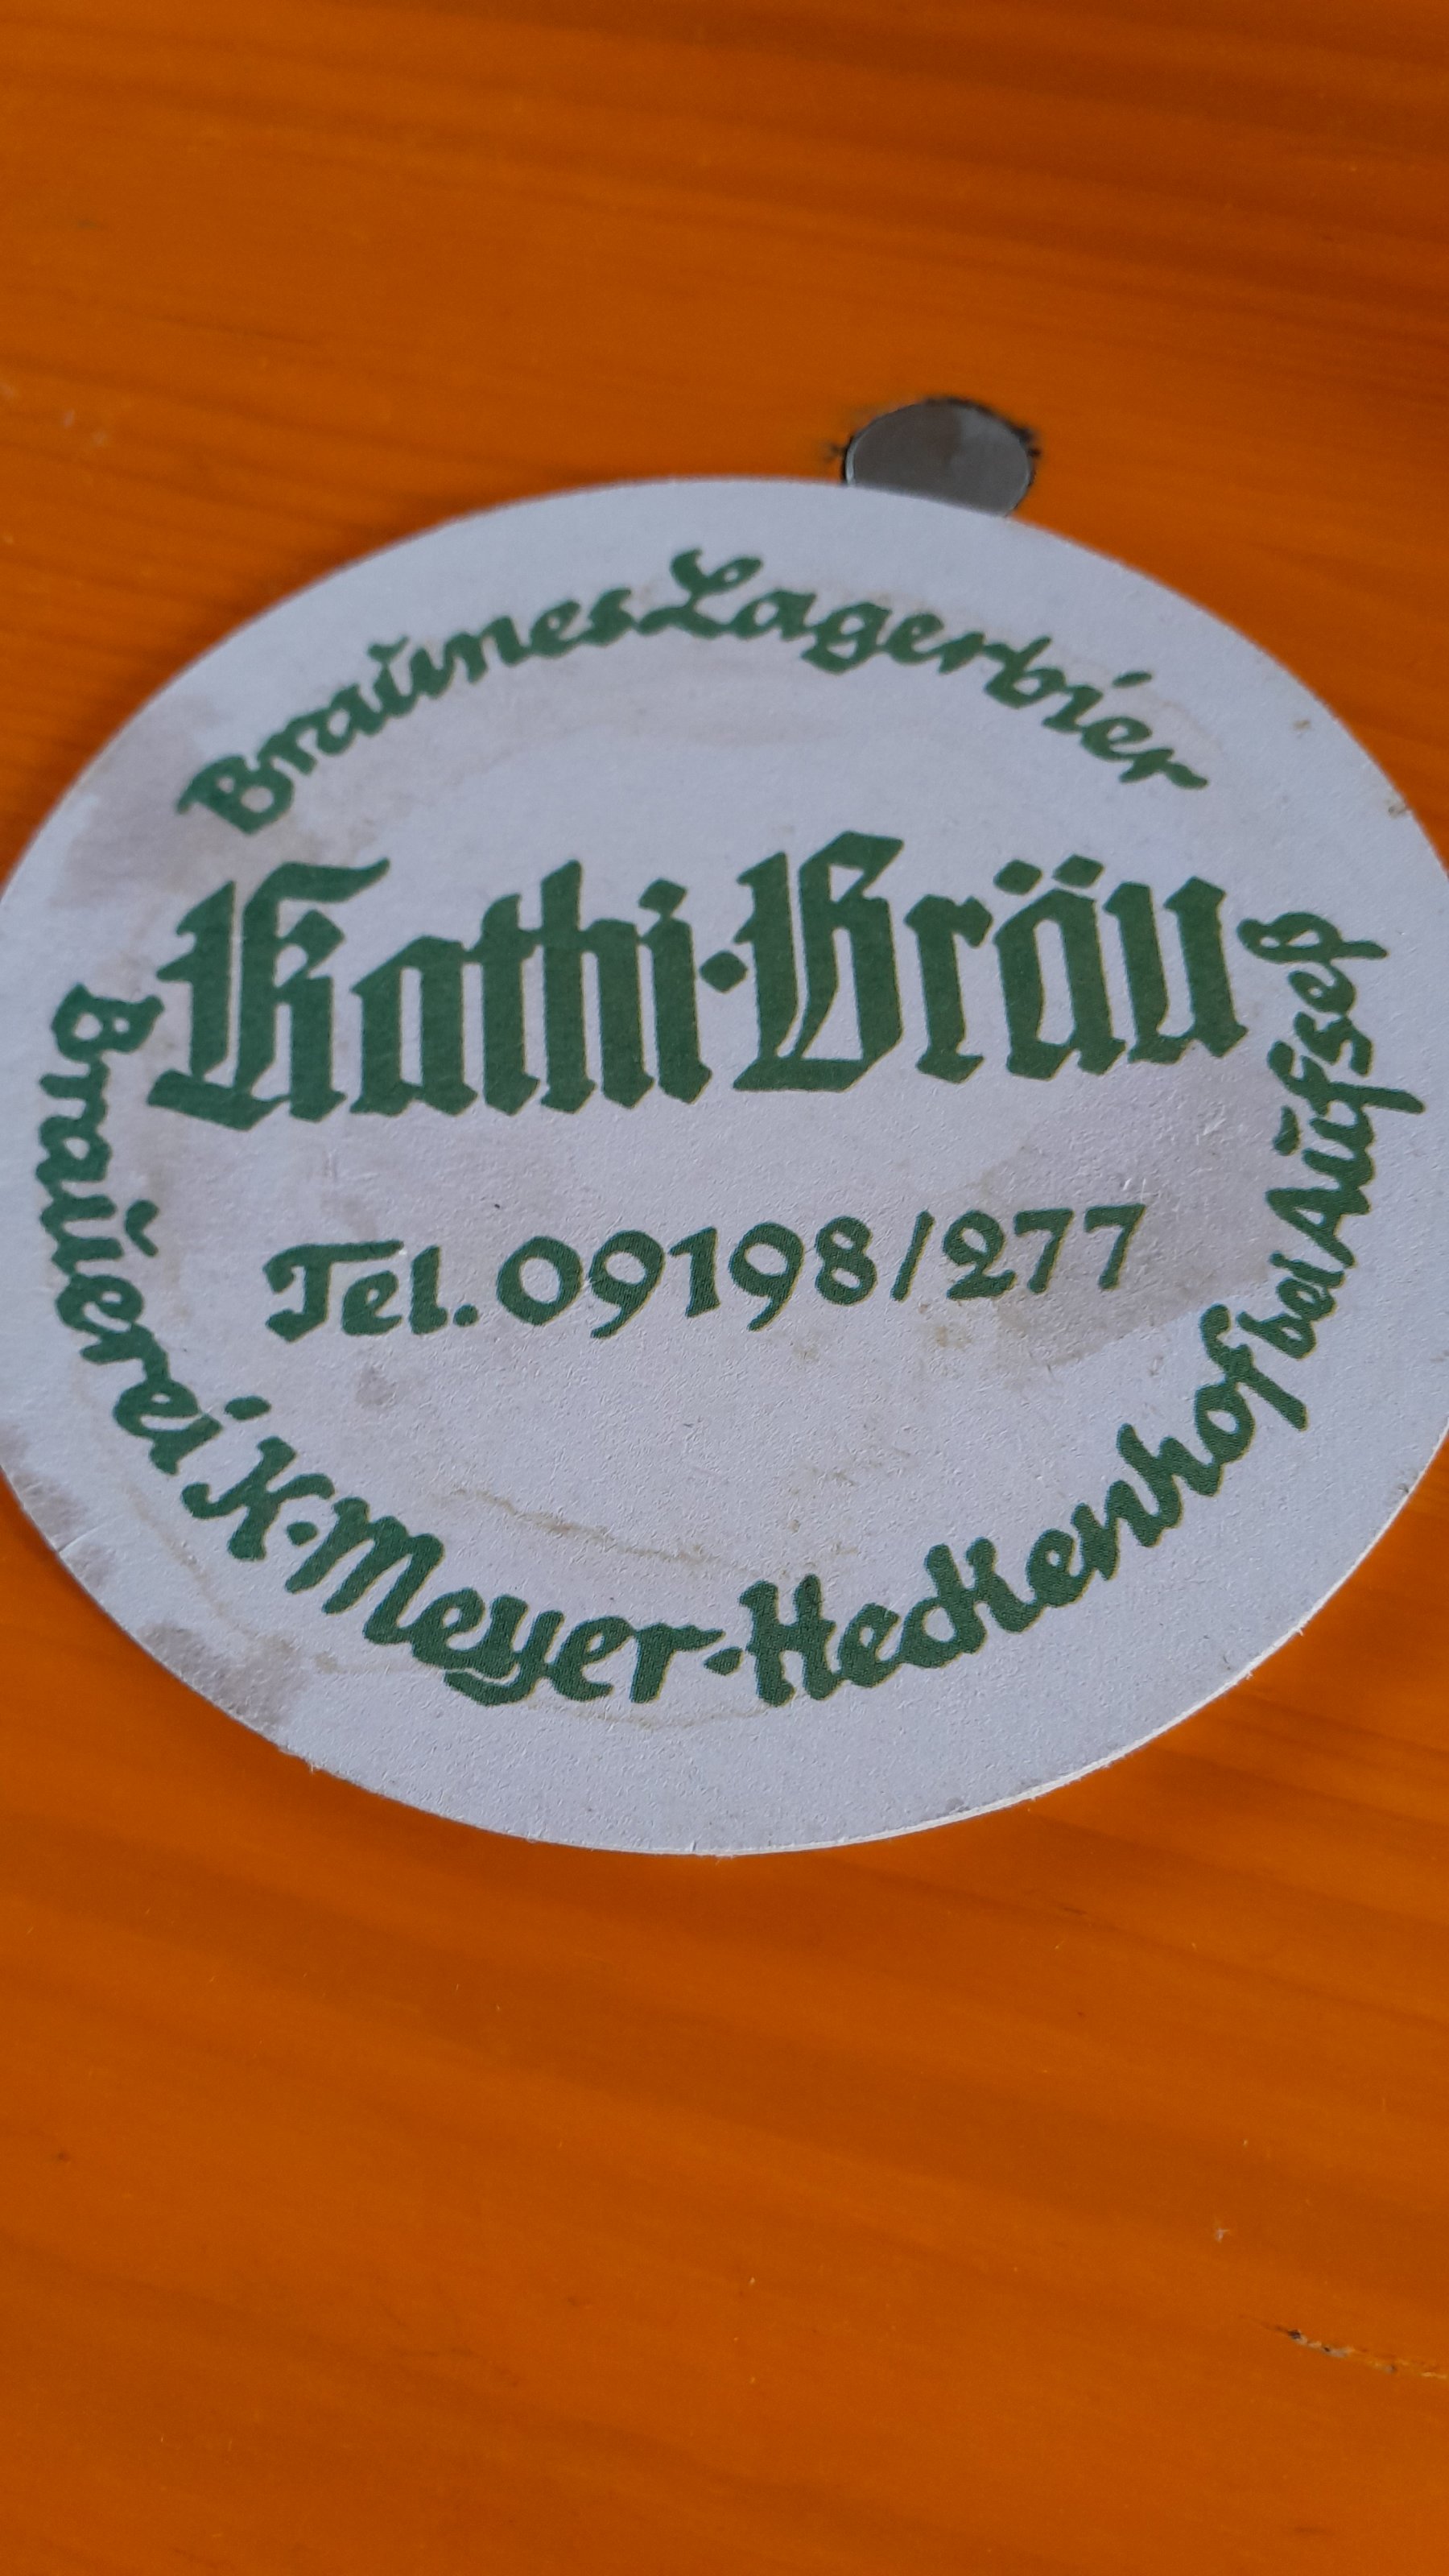 Braunes Lagerbier
Kathi-Bräu
Tel. 09198/277
Brauerei K. Meyer-Heckenhof bei Aufseß